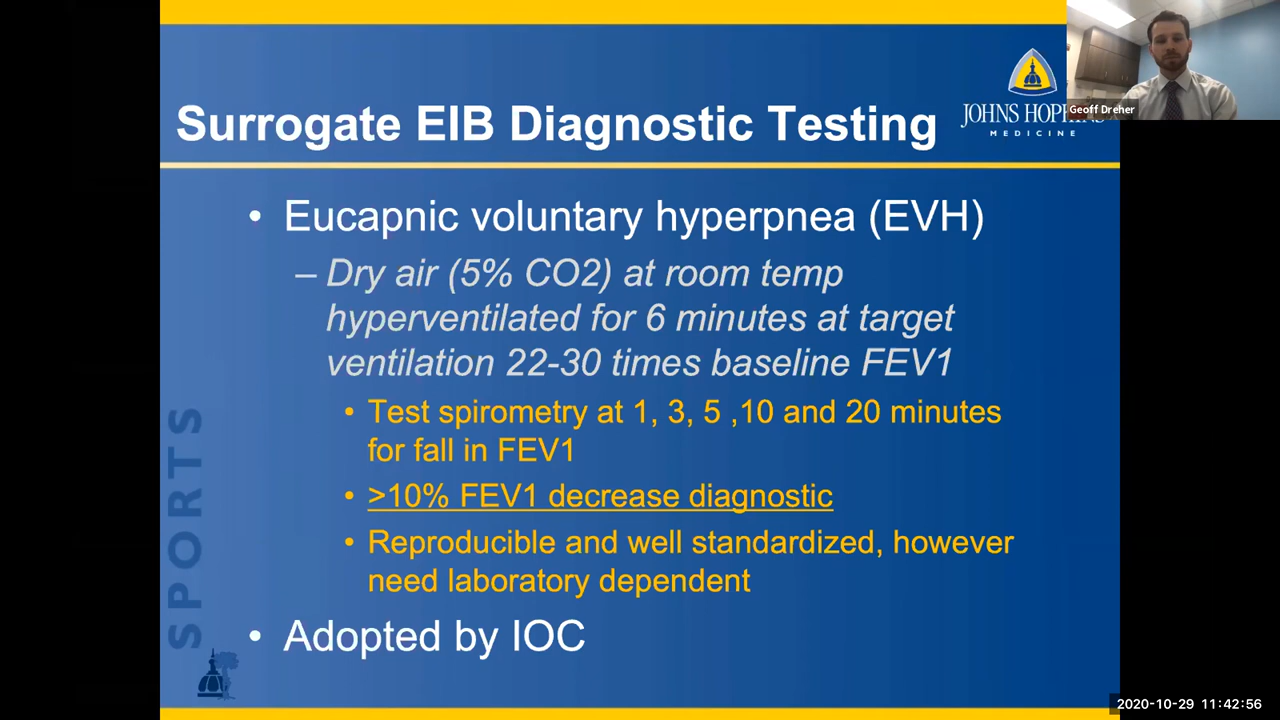 Surrogate EIB Diagnostic Testing
JOHNS HOPKINS
MEDICINE
Geoff Dreher
• Eucapnic voluntary hyperpnea (EVH)
– Dry air (5% CO2) at room temp
hyperventilated for 6 minutes at target
ventilation 22-30 times baseline FEV1
• Test spirometry at 1, 3, 5 ,10 and 20 minutes
for fall in FEV1
• >10% FEV1 decrease diagnostic
• Reproducible and well standardized, however
need laboratory dependent
• Adopted by IOC
SPORTS
2020-10-29 11:42:56